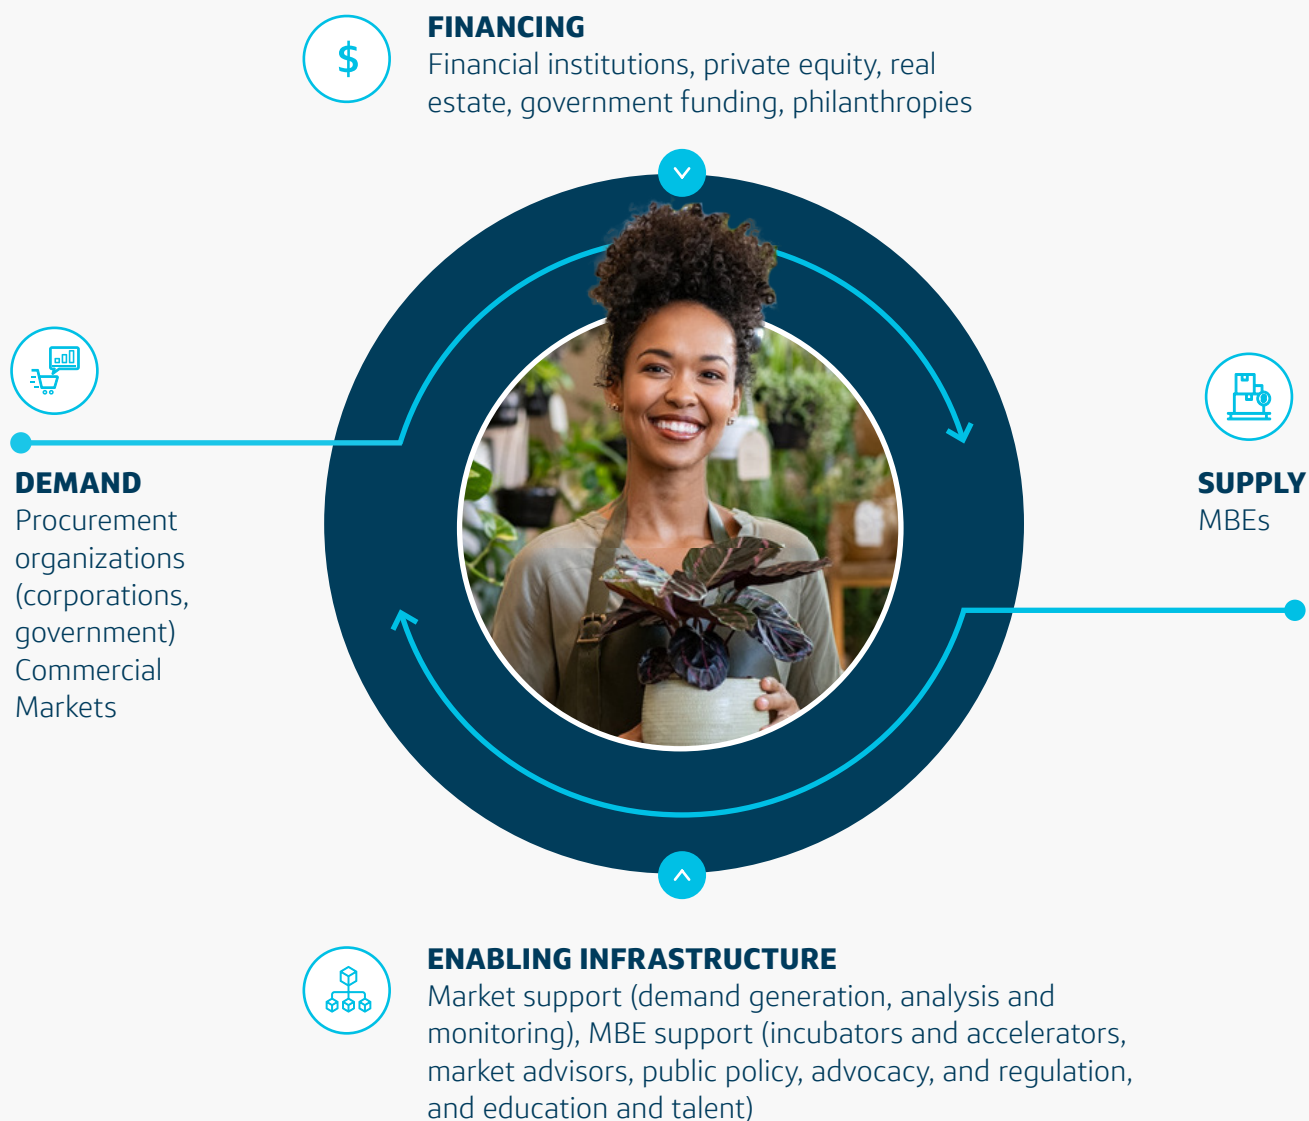 $
FINANCING
Financial institutions, private equity, real
estate, government funding, philanthropies
DEMAND
Procurement
organizations
(corporations,
government)
Commercial
Markets
SUPPLY
MBEs
ENABLING INFRASTRUCTURE
Market support (demand generation, analysis and
monitoring), MBE support (incubators and accelerators,
market advisors, public policy, advocacy, and regulation,
and education and talent)